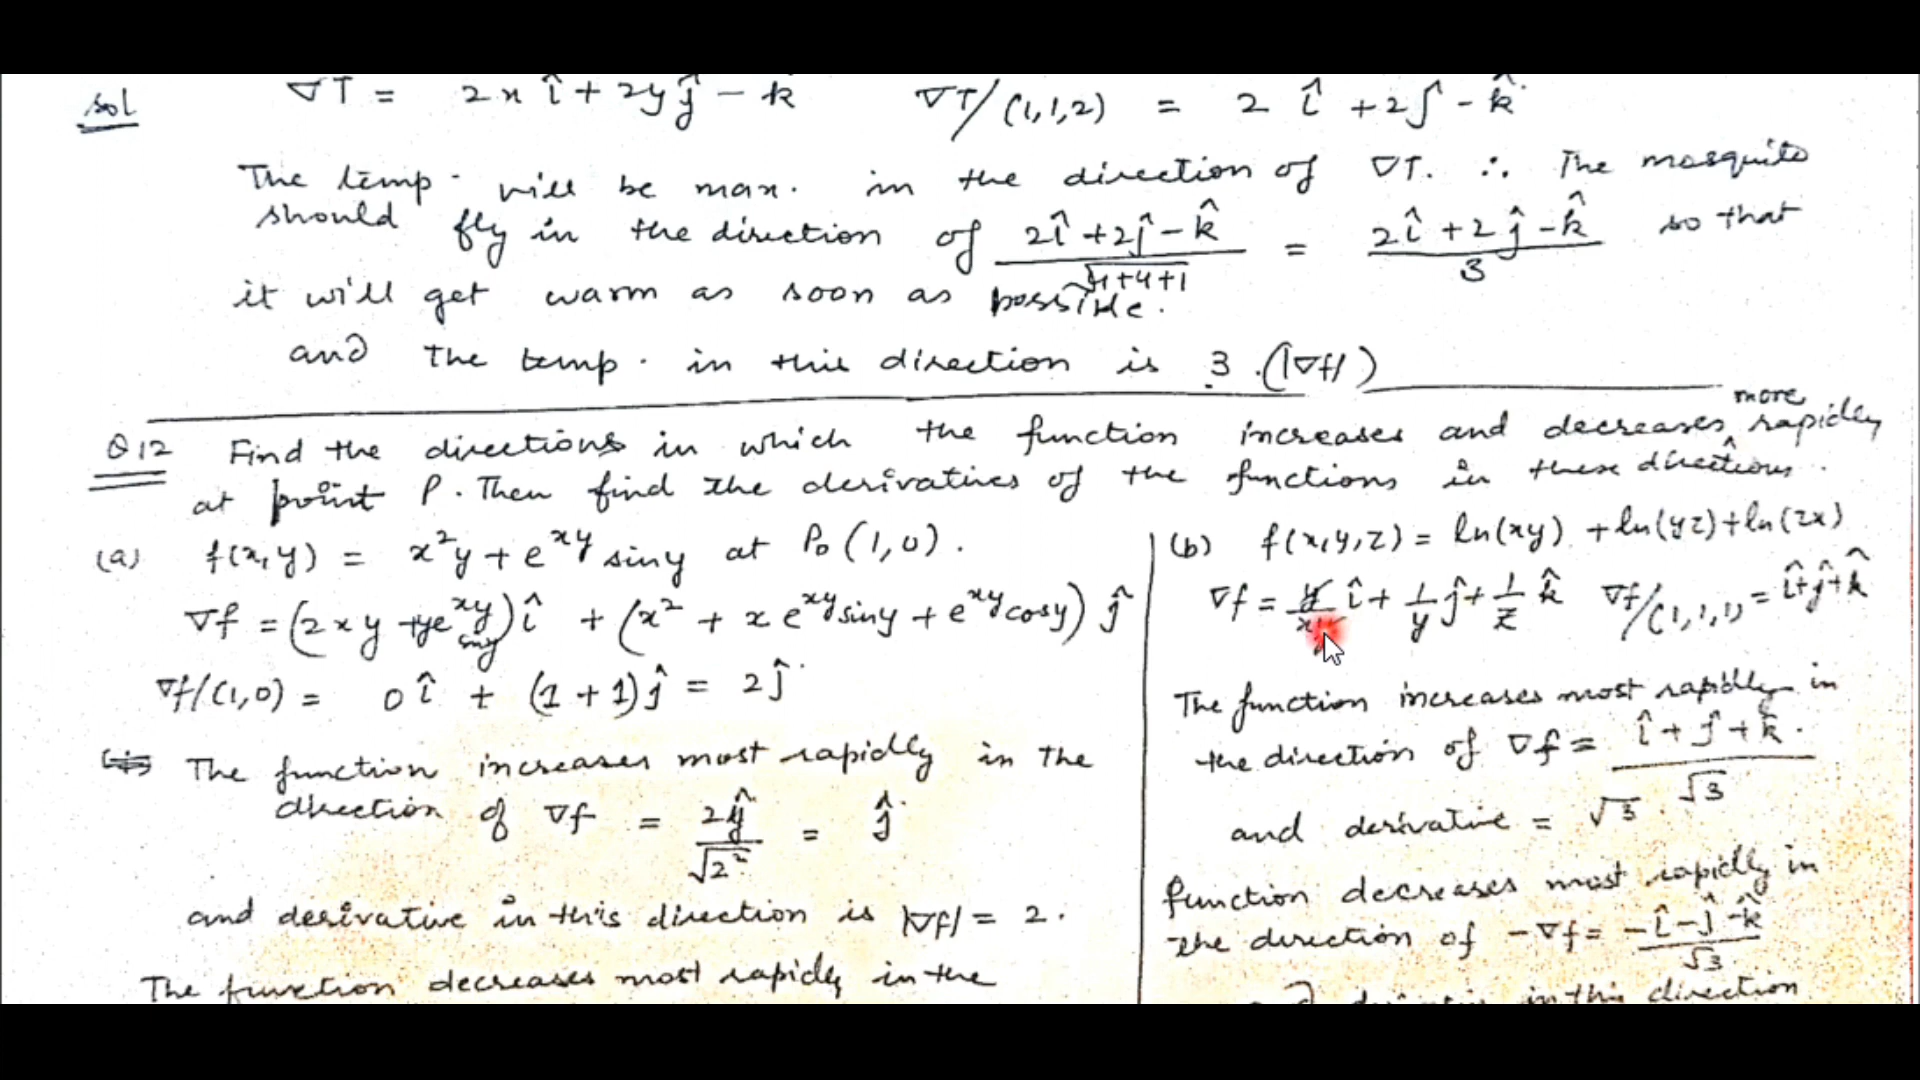 sol ∇T = 2x î + 2y ĵ - k ∇T/(1,1,2) = 2 î + 2ĵ - k̂
The temp. will be max. in the direction of ∇T. ∴ The mosquito
should fly in the direction of (2î + 2ĵ - k̂)/√(4+4+1) = (2î + 2ĵ - k̂)/3 so that
it will get warm as soon as possible.
and the temp. in this direction is 3. (|∇f|)
Q12 Find the directions in which the function increases and decreases more rapidly
at point P. Then find the derivatives of the functions in these directions.
(a) f(x,y) = x²y + e^xy siny at P₀(1,0).
∇f = (2xy + ye^xy siny) î + (x² + x e^xy siny + e^xy cosy) ĵ
∇f/(1,0) = 0 î + (1+1) ĵ = 2 ĵ
The function increases most rapidly in the
direction of ∇f = 2ĵ/√2² = ĵ
and derivative in this direction is |∇f| = 2.
The function decreases most rapidly in the
(b) f(x,y,z) = ln(xy) + ln(yz) + ln(zx)
∇f = y/xy î + 1/y ĵ + 1/z k̂ ∇f/(1,1,1) = î + ĵ + k̂
The function increases most rapidly in
the direction of ∇f = (î + ĵ + k̂)/√3
and derivative = √3.
function decreases most rapidly in
the direction of -∇f = (-î - ĵ - k̂)/√3
in this direction